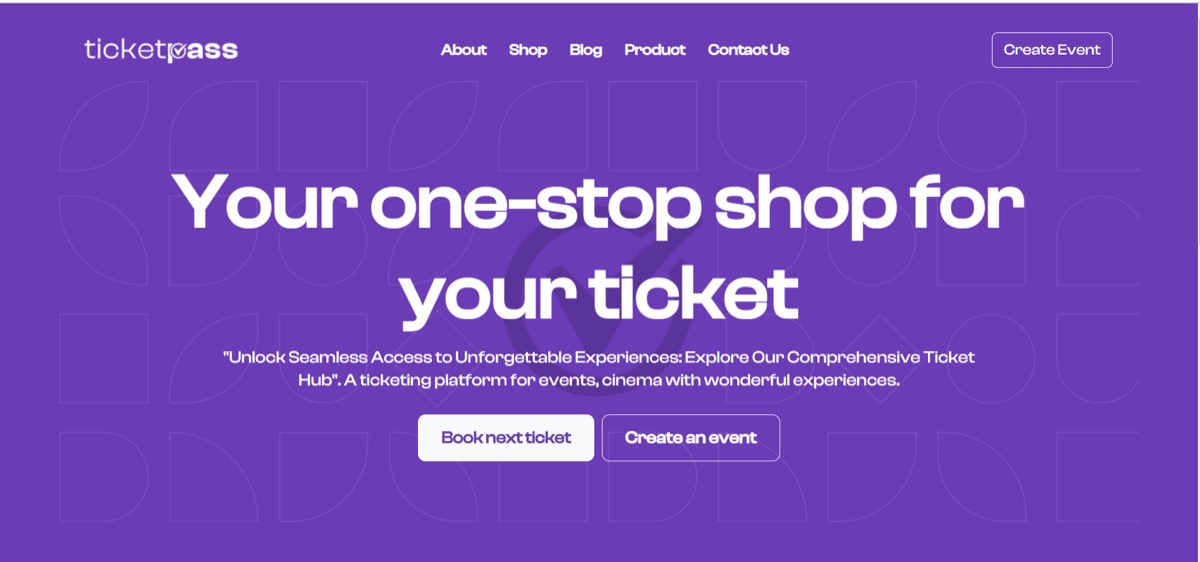 ticketpass
About Shop Blog Product Contact Us
Create Event
Your one-stop shop for
your ticket
"Unlock Seamless Access to Unforgettable Experiences: Explore Our Comprehensive Ticket
Hub". A ticketing platform for events, cinema with wonderful experiences.
Book next ticket
Create an event